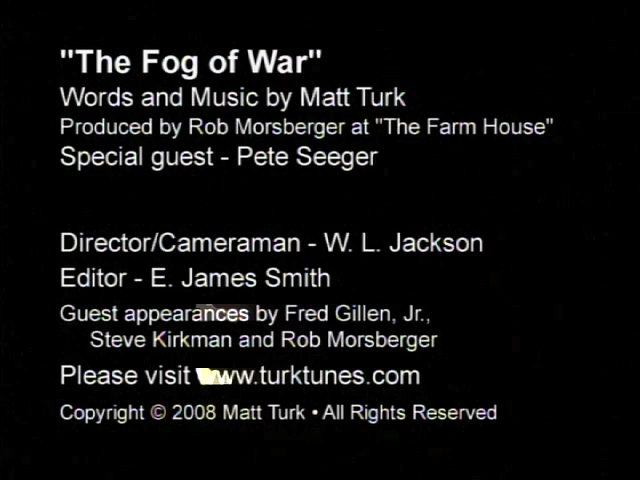 "The Fog of War"
Words and Music by Matt Turk
Produced by Rob Morsberger at "The Farm House"
Special guest - Pete Seeger
Director/Cameraman - W. L. Jackson
Editor - E. James Smith
Guest appearances by Fred Gillen, Jr.,
Steve Kirkman and Rob Morsberger
Please visit www.turktunes.com
Copyright © 2008 Matt Turk • All Rights Reserved